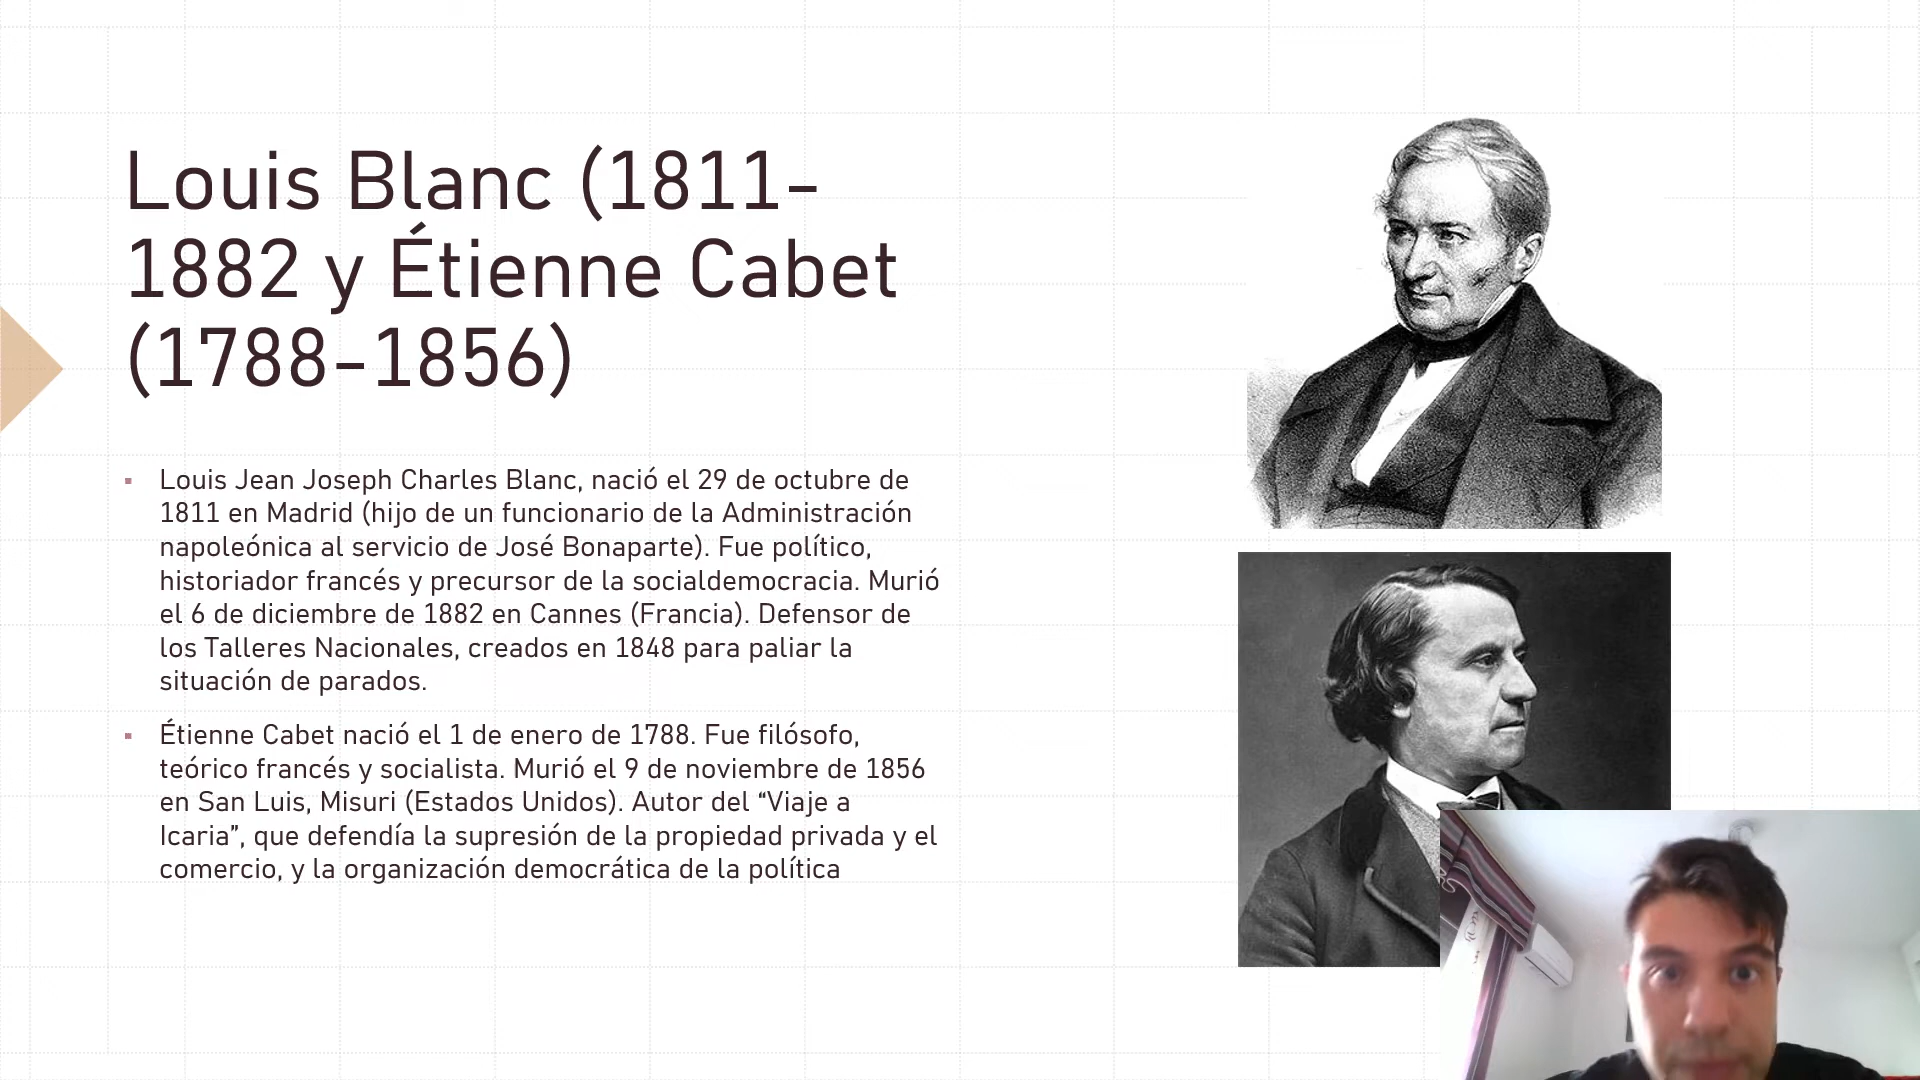 Louis Blanc (1811-
1882 y Étienne Cabet
(1788-1856)
▪ Louis Jean Joseph Charles Blanc, nació el 29 de octubre de
1811 en Madrid (hijo de un funcionario de la Administración
napoleónica al servicio de José Bonaparte). Fue político,
historiador francés y precursor de la socialdemocracia. Murió
el 6 de diciembre de 1882 en Cannes (Francia). Defensor de
los Talleres Nacionales, creados en 1848 para paliar la
situación de parados.
▪ Étienne Cabet nació el 1 de enero de 1788. Fue filósofo,
teórico francés y socialista. Murió el 9 de noviembre de 1856
en San Luis, Misuri (Estados Unidos). Autor del “Viaje a
Icaria”, que defendía la supresión de la propiedad privada y el
comercio, y la organización democrática de la política